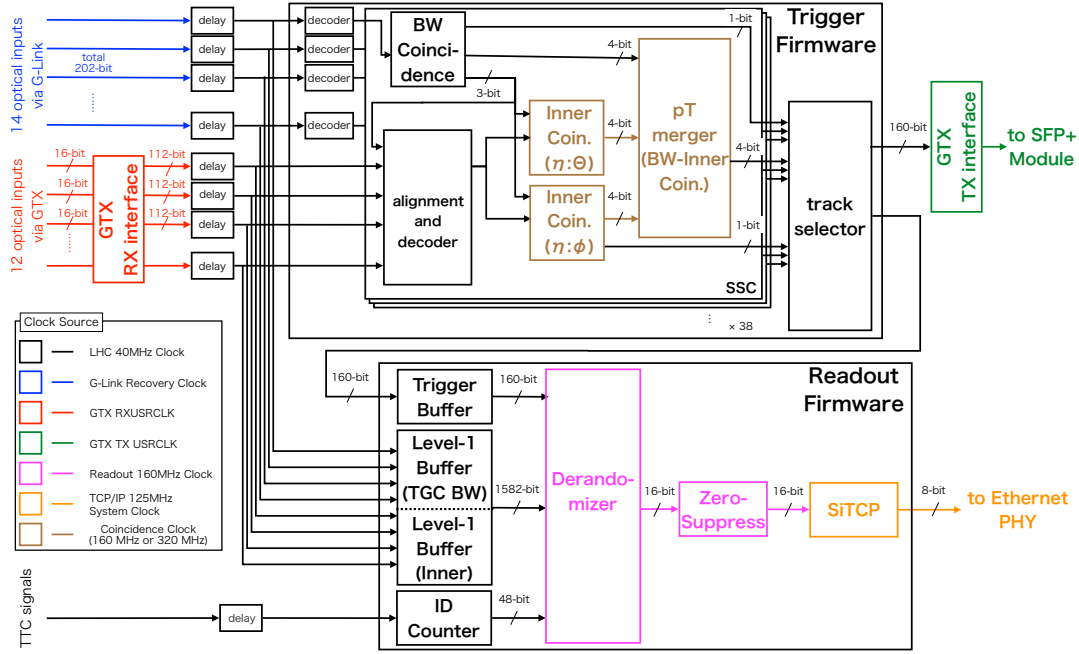 14 optical inputs
via G-Link
total
202-bit
......
delay
delay
delay
delay
decoder
decoder
decoder
decoder
BW
Coinci-
dence
1-bit
4-bit
3-bit
Trigger
Firmware
12 optical inputs
via GTX
16-bit
16-bit
16-bit
......
GTX
RX interface
112-bit
112-bit
112-bit
delay
delay
delay
delay
alignment
and
decoder
Inner
Coin.
(η:Θ)
4-bit
Inner
Coin.
(η:φ)
4-bit
pT
merger
(BW-Inner
Coin.)
4-bit
1-bit
SSC
...
× 38
track
selector
160-bit
GTX
TX interface
to SFP+
Module
Clock Source
LHC 40MHz Clock
G-Link Recovery Clock
GTX RXUSRCLK
GTX TX USRCLK
Readout 160MHz Clock
TCP/IP 125MHz
System Clock
Coincidence Clock
(160 MHz or 320 MHz)
Readout
Firmware
160-bit
Trigger
Buffer
160-bit
Level-1
Buffer
(TGC BW)
Level-1
Buffer
(Inner)
1582-bit
ID
Counter
48-bit
Derando-
mizer
16-bit
Zero-
Suppress
16-bit
SiTCP
8-bit
to Ethernet
PHY
TTC signals
delay